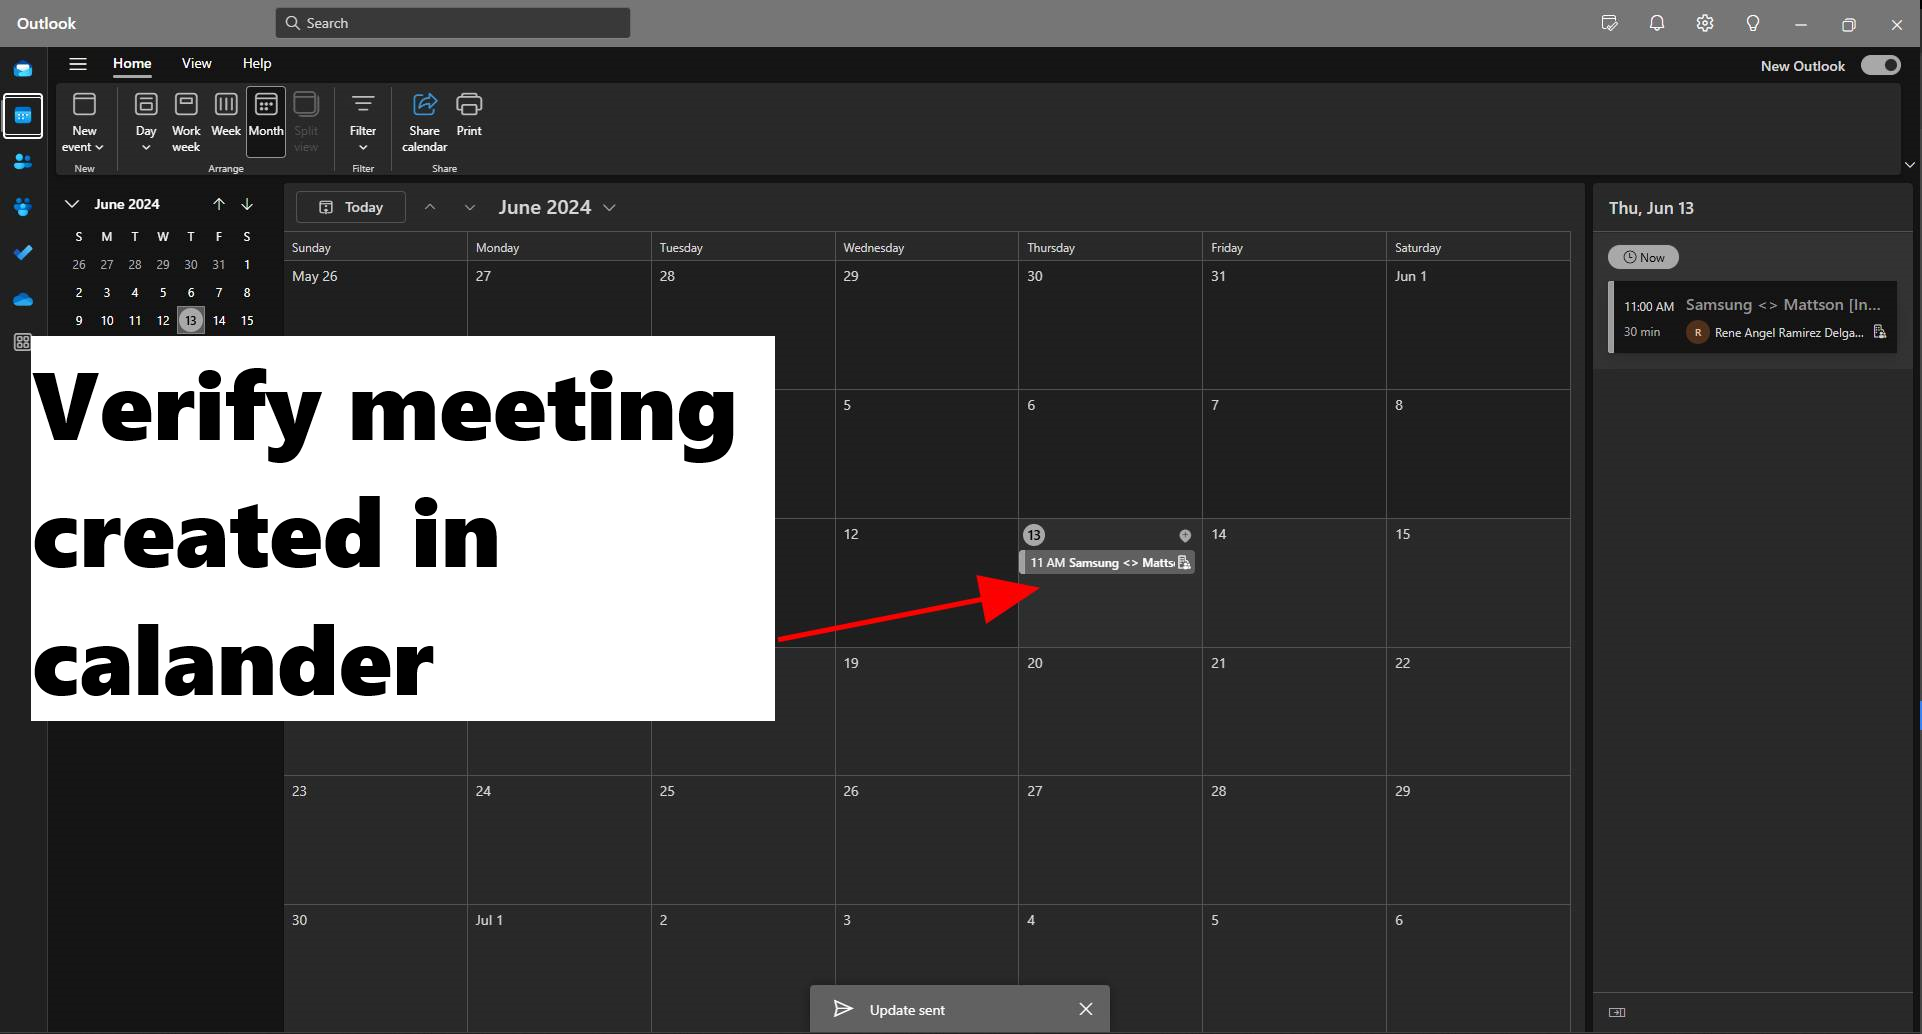 Outlook
Search
Home View Help
New Outlook
New event
Day
Work week
Week
Month
Split view
Filter
Share calendar
Print
New
Arrange
Filter
Share
June 2024
S M T W T F S
26 27 28 29 30 31 1
2 3 4 5 6 7 8
9 10 11 12 13 14 15
Today
June 2024
Sunday Monday Tuesday Wednesday Thursday Friday Saturday
May 26 27 28 29 30 31 Jun 1
5 6 7 8
12 13 14 15
11 AM Samsung <> Matts
19 20 21 22
23 24 25 26 27 28 29
30 Jul 1 2 3 4 5 6
Verify meeting
created in
calander
Thu, Jun 13
Now
11:00 AM Samsung <> Mattson [In...
30 min R Rene Angel Ramirez Delga...
Update sent